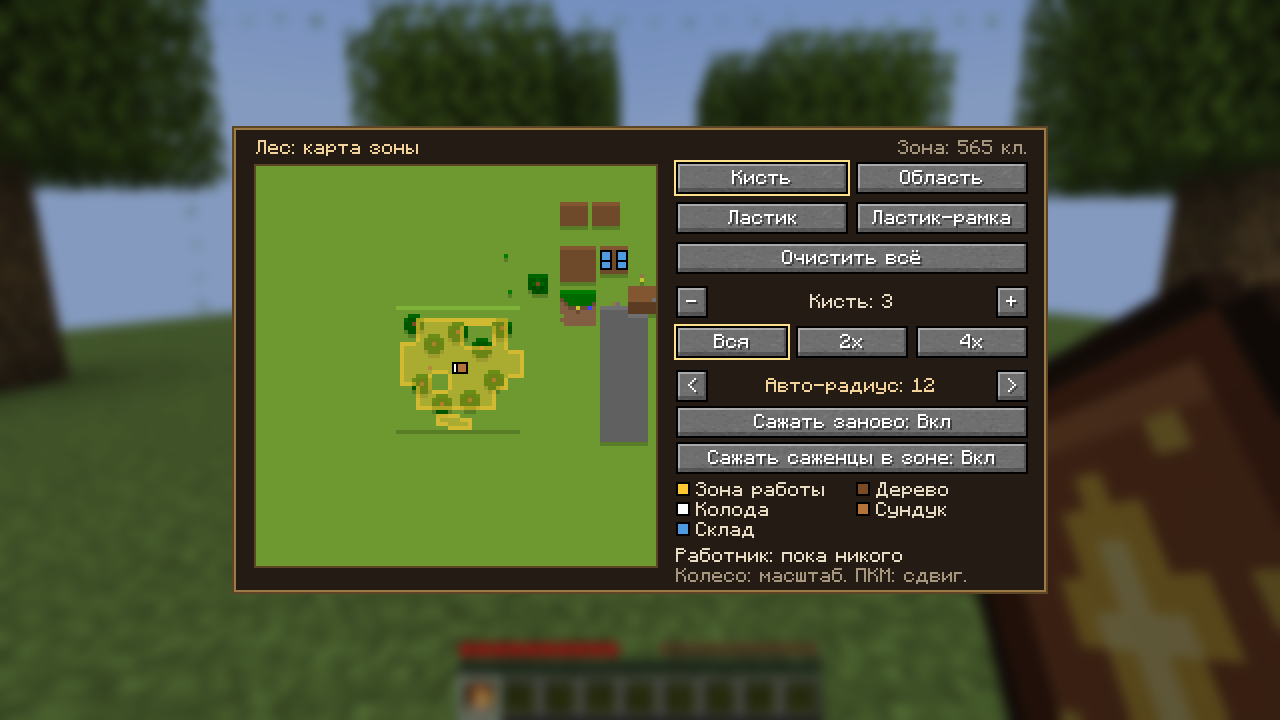 Лес: карта зоны
Зона: 565 кл.
Кисть
Область
Ластик
Ластик-рамка
Очистить всё
− Кисть: 3 +
Вся
2x
4x
< Авто-радиус: 12 >
Сажать заново: Вкл
Сажать саженцы в зоне: Вкл
Зона работы
Дерево
Колода
Сундук
Склад
Работник: пока никого
Колесо: масштаб. ПКМ: сдвиг.